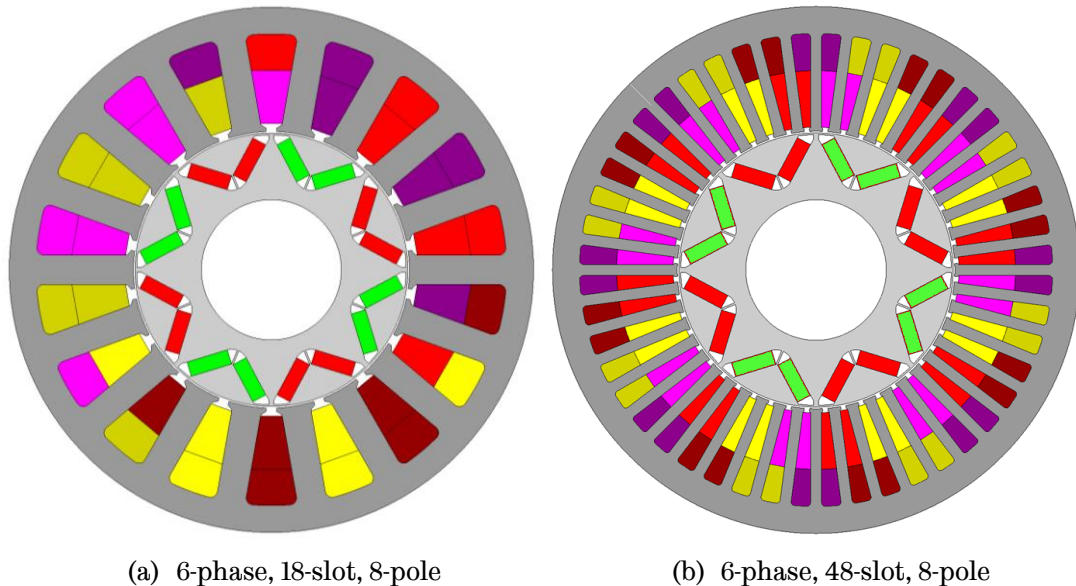 (a) 6-phase, 18-slot, 8-pole
(b) 6-phase, 48-slot, 8-pole